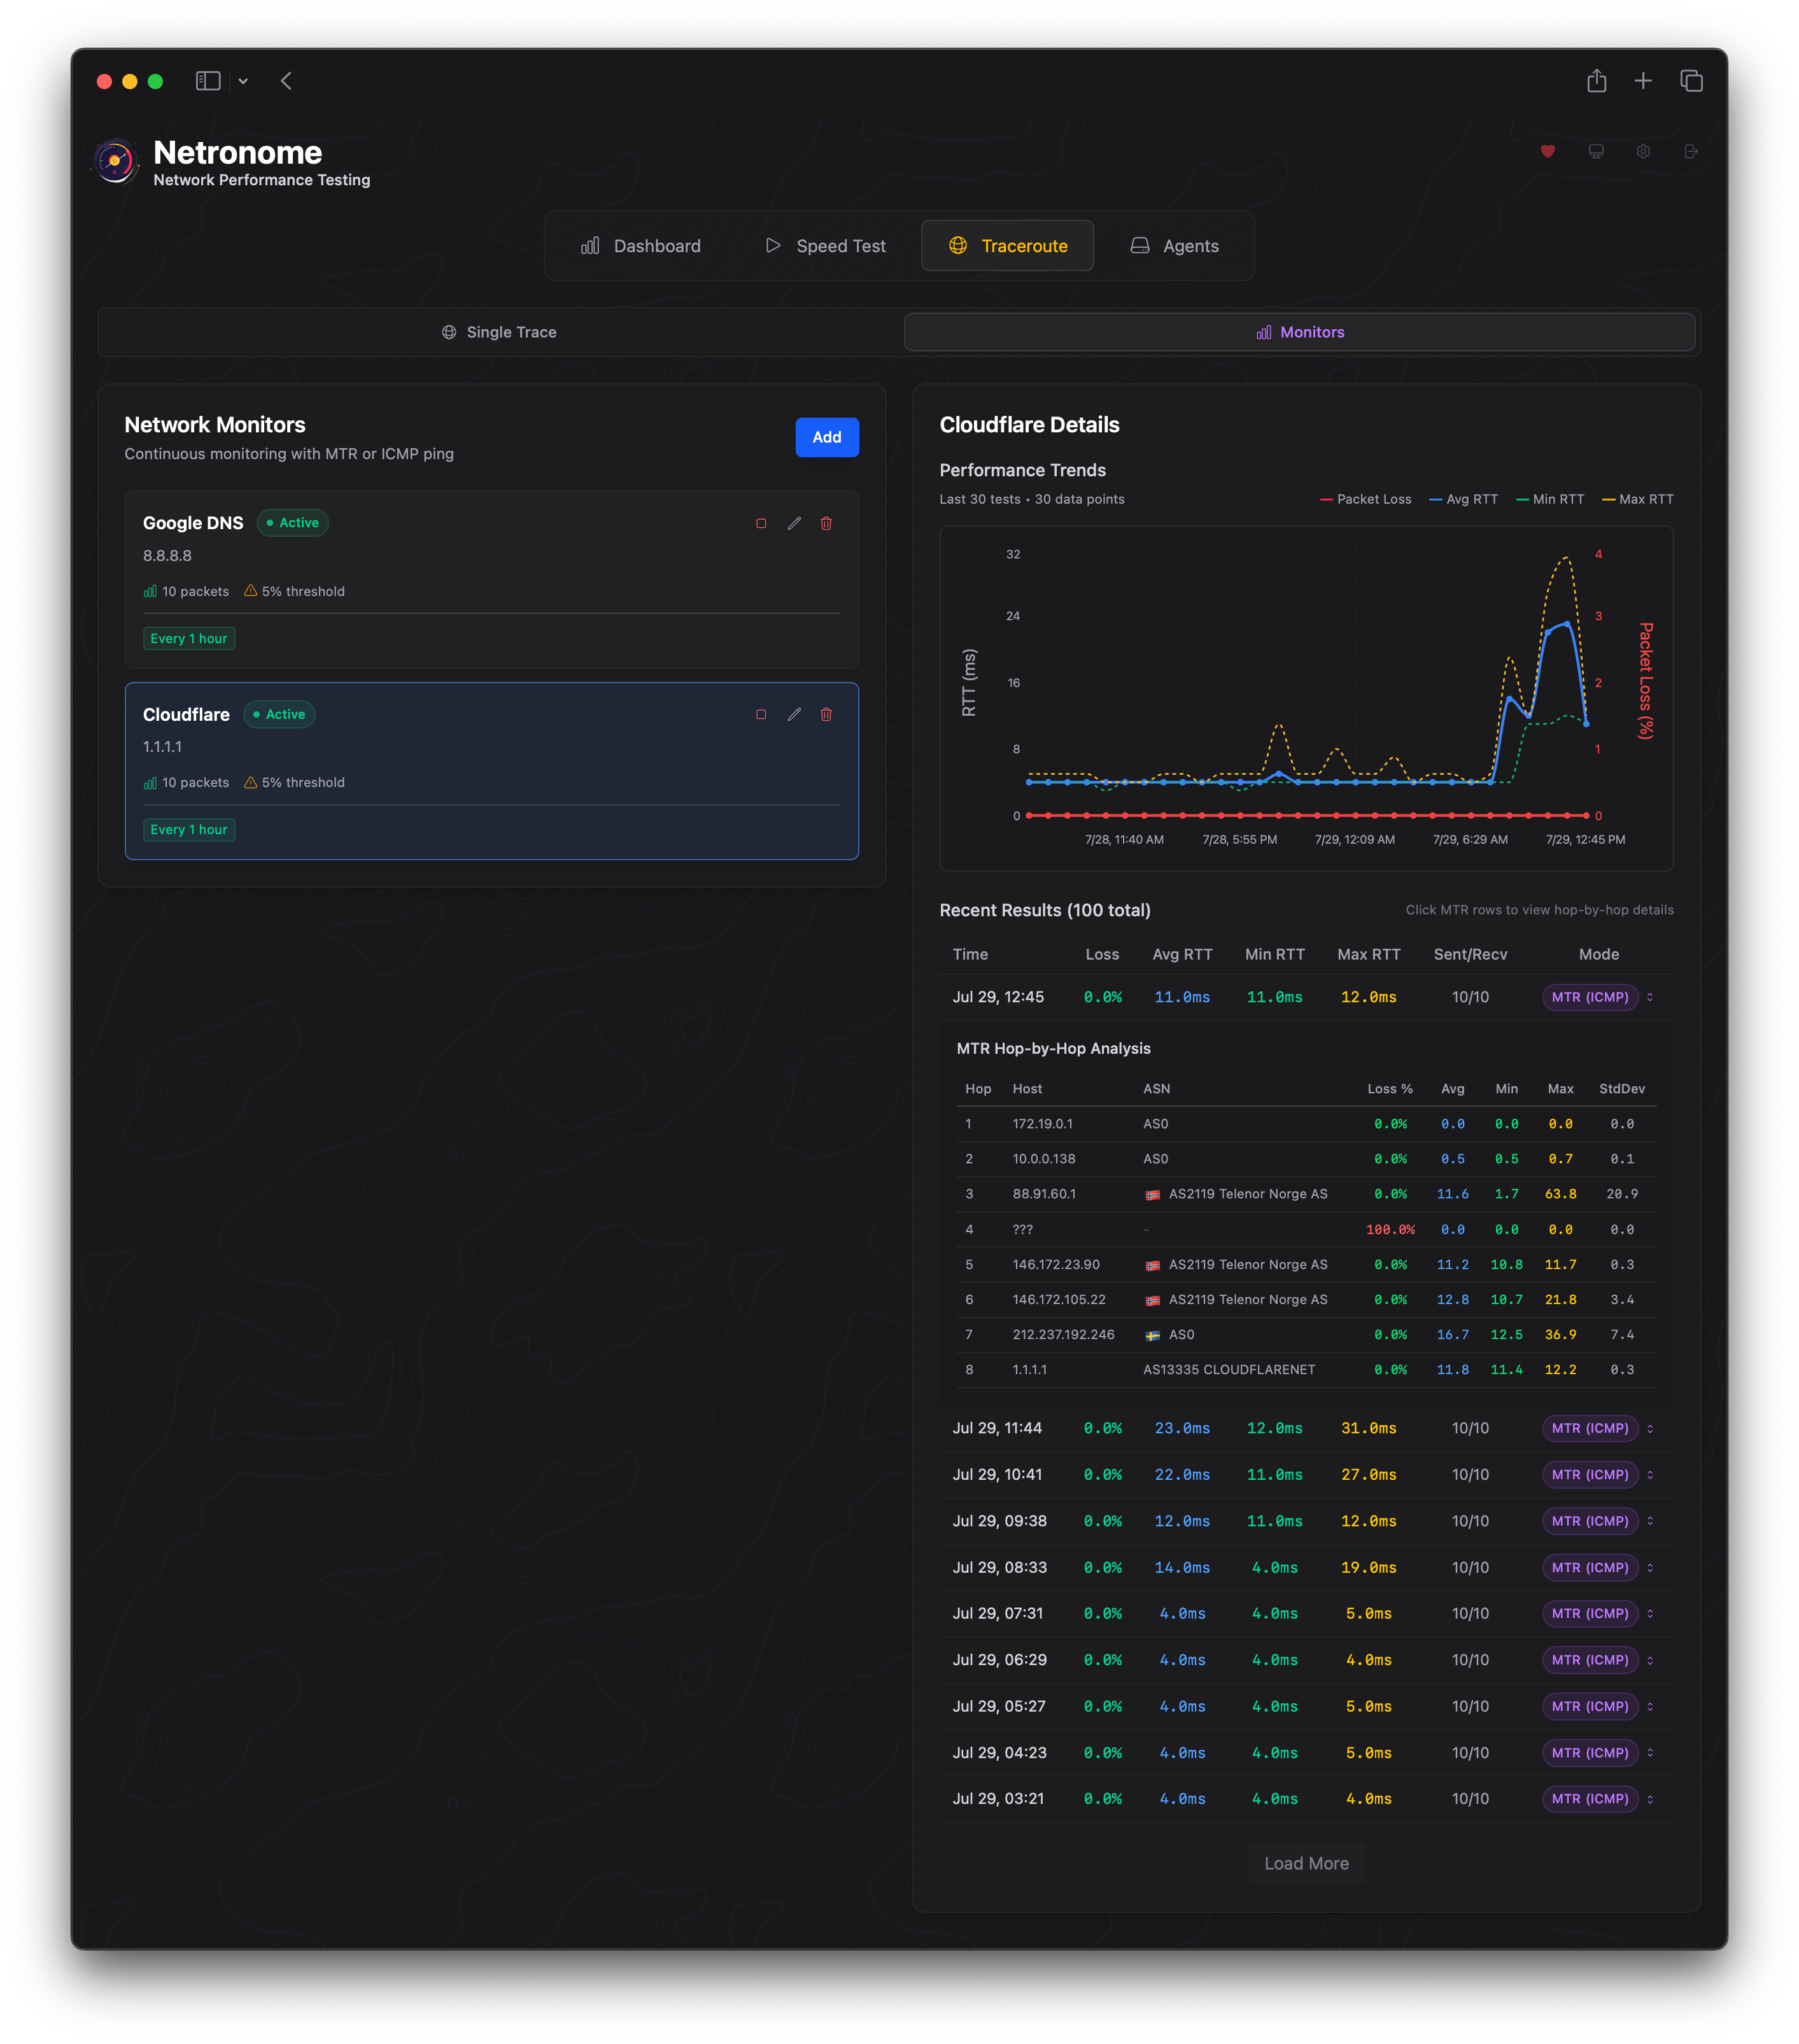 Netronome
Network Performance Testing
Dashboard Speed Test Traceroute Agents
Single Trace Monitors
Network Monitors
Continuous monitoring with MTR or ICMP ping
Add
Google DNS Active
8.8.8.8
10 packets 5% threshold
Every 1 hour
Cloudflare Active
1.1.1.1
10 packets 5% threshold
Every 1 hour
Cloudflare Details
Performance Trends
Last 30 tests • 30 data points
Packet Loss Avg RTT Min RTT Max RTT
32 4
24 3
16 2
8 1
0 0
RTT (ms)
Packet Loss (%)
7/28, 11:40 AM 7/28, 5:55 PM 7/29, 12:09 AM 7/29, 6:29 AM 7/29, 12:45 PM
Recent Results (100 total) Click MTR rows to view hop-by-hop details
Time Loss Avg RTT Min RTT Max RTT Sent/Recv Mode
Jul 29, 12:45 0.0% 11.0ms 11.0ms 12.0ms 10/10 MTR (ICMP)
MTR Hop-by-Hop Analysis
Hop Host ASN Loss % Avg Min Max StdDev
1 172.19.0.1 AS0 0.0% 0.0 0.0 0.0 0.0
2 10.0.0.138 AS0 0.0% 0.5 0.5 0.7 0.1
3 88.91.60.1 AS2119 Telenor Norge AS 0.0% 11.6 1.7 63.8 20.9
4 ??? - 100.0% 0.0 0.0 0.0 0.0
5 146.172.23.90 AS2119 Telenor Norge AS 0.0% 11.2 10.8 11.7 0.3
6 146.172.105.22 AS2119 Telenor Norge AS 0.0% 12.8 10.7 21.8 3.4
7 212.237.192.246 AS0 0.0% 16.7 12.5 36.9 7.4
8 1.1.1.1 AS13335 CLOUDFLARENET 0.0% 11.8 11.4 12.2 0.3
Jul 29, 11:44 0.0% 23.0ms 12.0ms 31.0ms 10/10 MTR (ICMP)
Jul 29, 10:41 0.0% 22.0ms 11.0ms 27.0ms 10/10 MTR (ICMP)
Jul 29, 09:38 0.0% 12.0ms 11.0ms 12.0ms 10/10 MTR (ICMP)
Jul 29, 08:33 0.0% 14.0ms 4.0ms 19.0ms 10/10 MTR (ICMP)
Jul 29, 07:31 0.0% 4.0ms 4.0ms 5.0ms 10/10 MTR (ICMP)
Jul 29, 06:29 0.0% 4.0ms 4.0ms 4.0ms 10/10 MTR (ICMP)
Jul 29, 05:27 0.0% 4.0ms 4.0ms 5.0ms 10/10 MTR (ICMP)
Jul 29, 04:23 0.0% 4.0ms 4.0ms 5.0ms 10/10 MTR (ICMP)
Jul 29, 03:21 0.0% 4.0ms 4.0ms 4.0ms 10/10 MTR (ICMP)
Load More